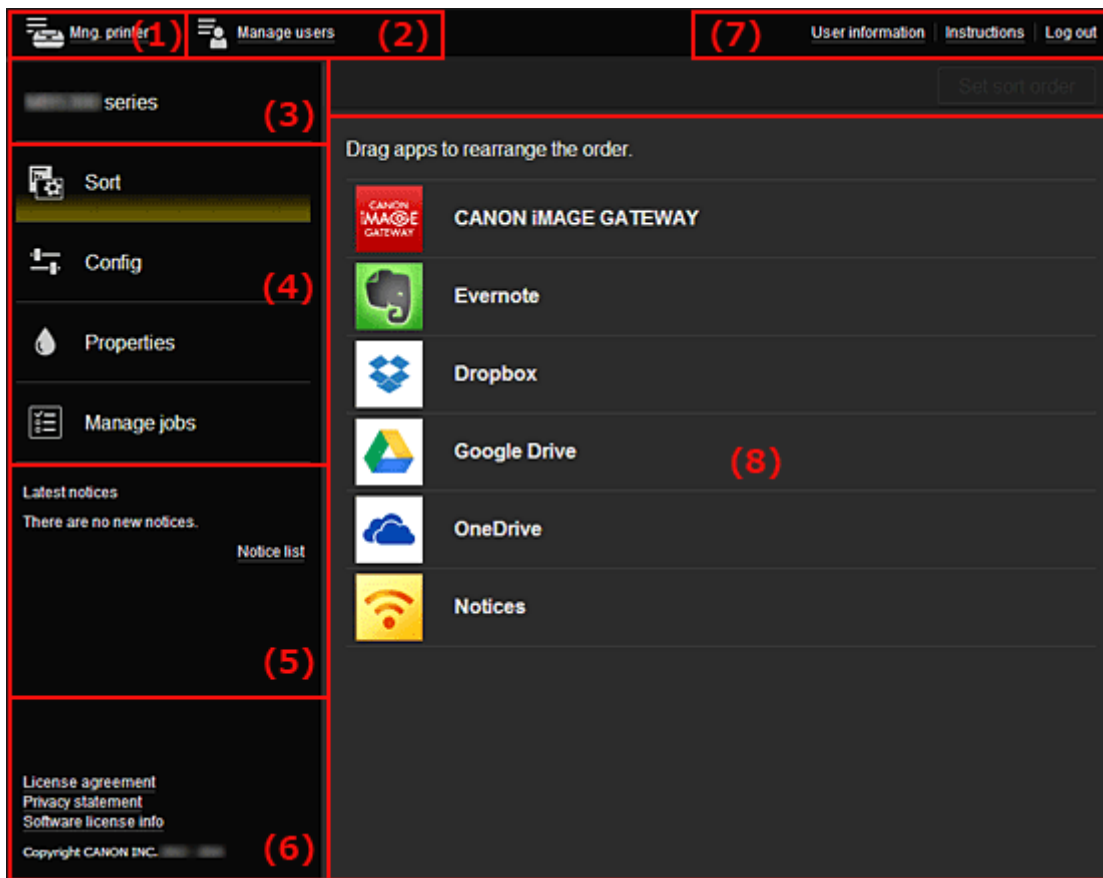 Mng. printer (1)
Manage users (2)
(7) User information Instructions Log out
series (3)
Set sort order
Drag apps to rearrange the order.
Sort
Config
(4)
Properties
Manage jobs
CANON
iMAGE
GATEWAY
CANON iMAGE GATEWAY
Evernote
Dropbox
Google Drive
(8)
OneDrive
Notices
Latest notices
There are no new notices.
Notice list
(5)
License agreement
Privacy statement
Software license info
Copyright CANON INC.
(6)